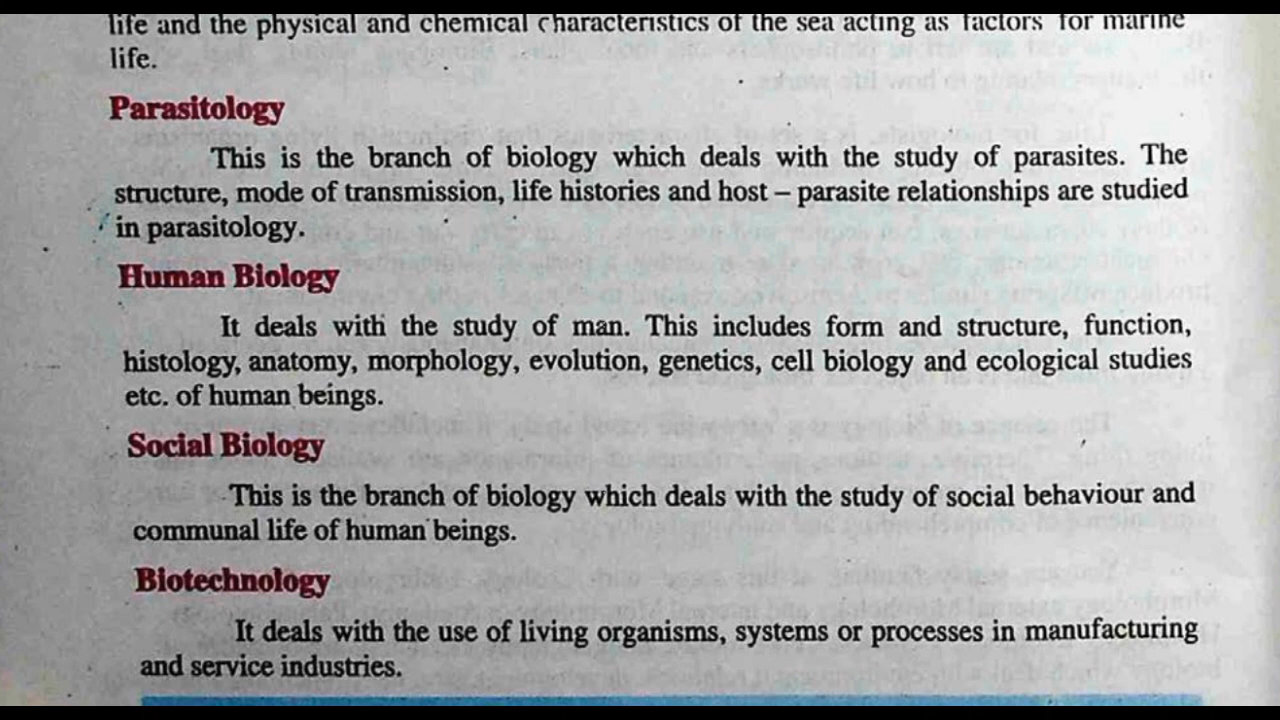 life and the physical and chemical characteristics of the sea acting as factors for marine
life.
Parasitology
This is the branch of biology which deals with the study of parasites. The
structure, mode of transmission, life histories and host – parasite relationships are studied
in parasitology.
Human Biology
It deals with the study of man. This includes form and structure, function,
histology, anatomy, morphology, evolution, genetics, cell biology and ecological studies
etc. of human beings.
Social Biology
This is the branch of biology which deals with the study of social behaviour and
communal life of human beings.
Biotechnology
It deals with the use of living organisms, systems or processes in manufacturing
and service industries.